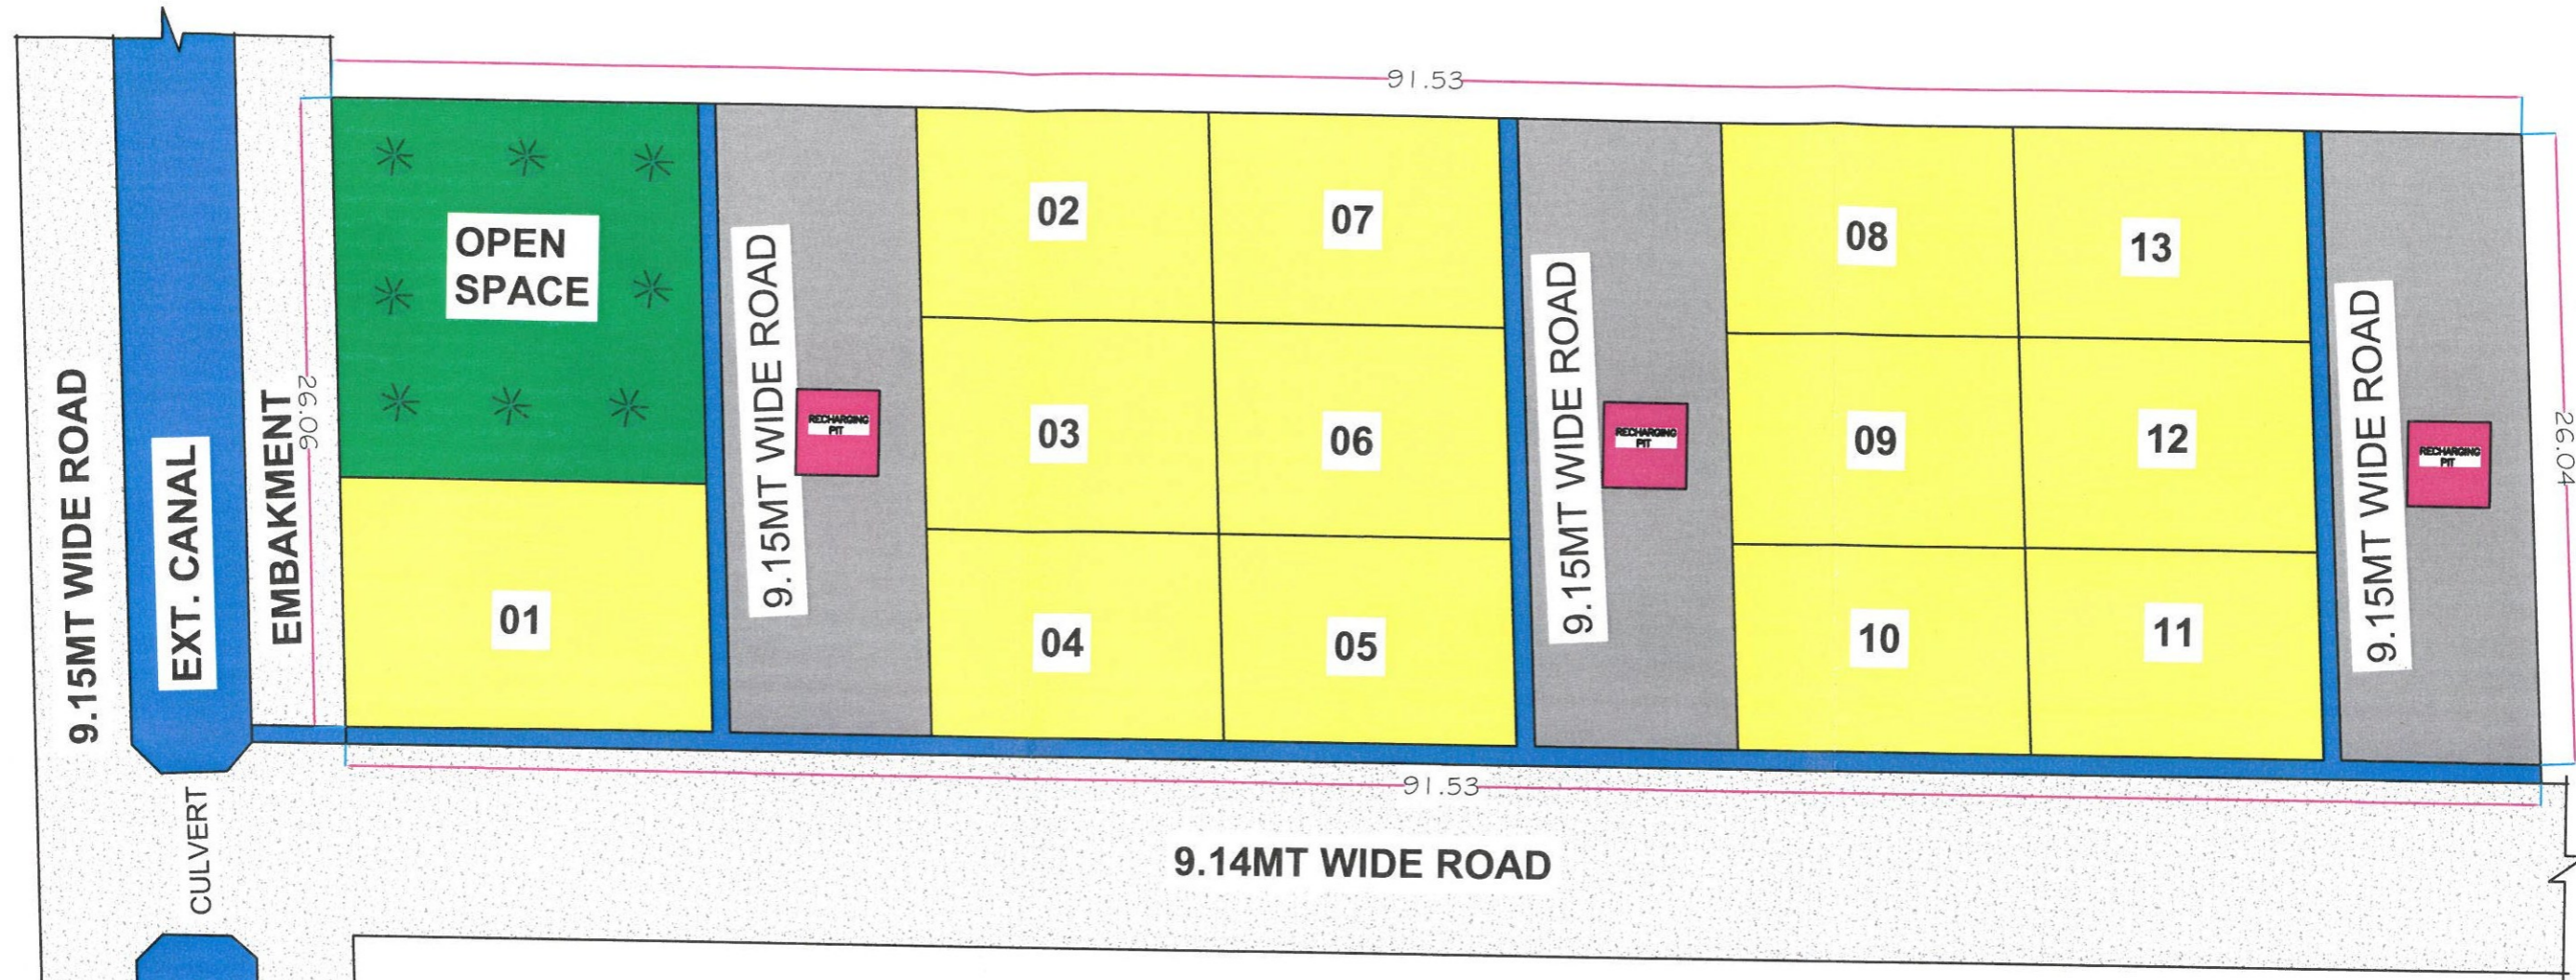 91.53
OPEN
SPACE
02
07
08
13
9.15MT WIDE ROAD
EXT. CANAL
EMBAKMENT
26.06
9.15MT WIDE ROAD
RECHARGING
PIT
03
06
9.15MT WIDE ROAD
RECHARGING
PIT
09
12
9.15MT WIDE ROAD
RECHARGING
PIT
26.04
01
04
05
10
11
91.53
CULVERT
9.14MT WIDE ROAD